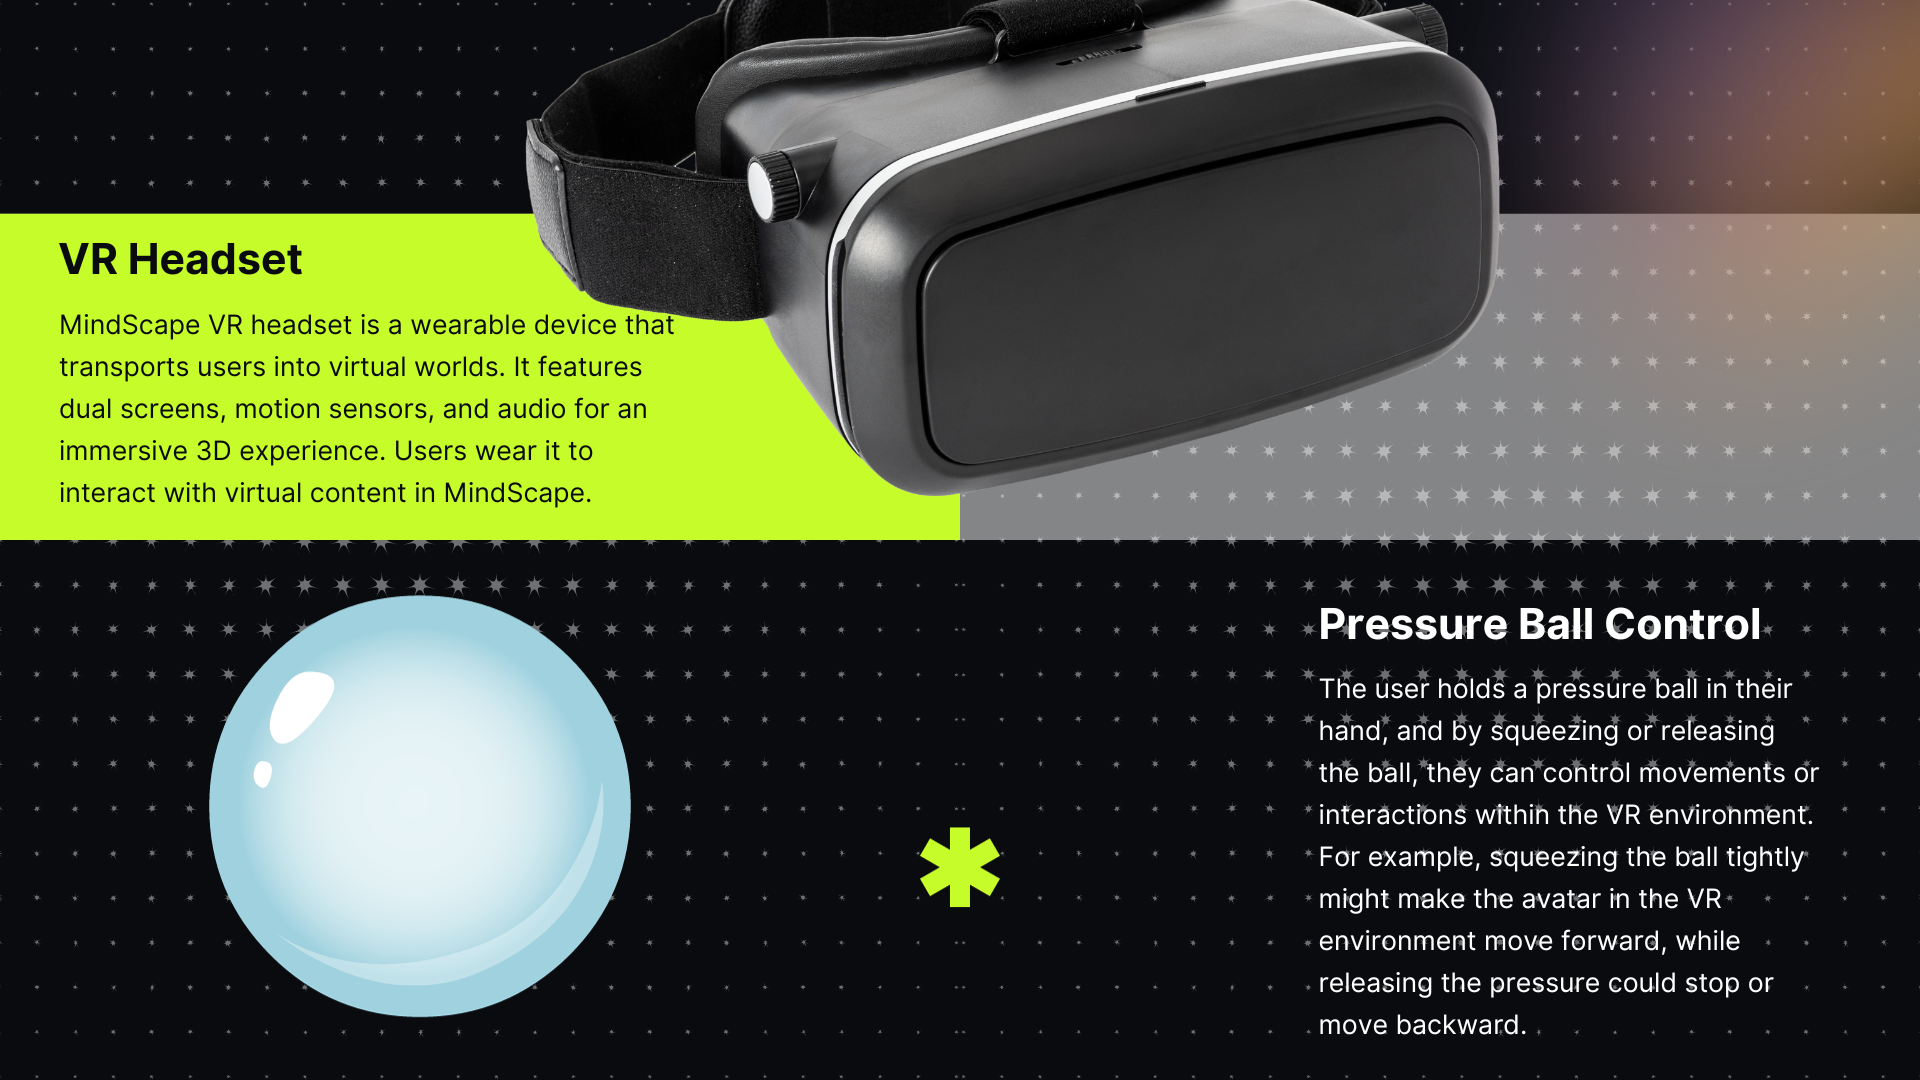 VR Headset
MindScape VR headset is a wearable device that
transports users into virtual worlds. It features
dual screens, motion sensors, and audio for an
immersive 3D experience. Users wear it to
interact with virtual content in MindScape.
Pressure Ball Control
The user holds a pressure ball in their
hand, and by squeezing or releasing
the ball, they can control movements or
interactions within the VR environment.
For example, squeezing the ball tightly
might make the avatar in the VR
environment move forward, while
releasing the pressure could stop or
move backward.